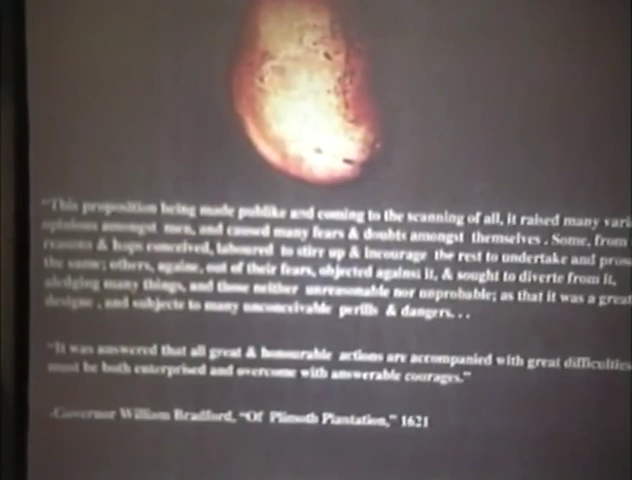 "This proposition being made publike and coming to the scanning of all, it raised many vari
opinions amongst men, and caused many fears & doubts amongst themselves . Some, from
reasons & hops conceived, laboured to stirr up & incourage the rest to undertake and pros
the same; others, againe, out of their fears, objected against it, & sought to diverte from it,
aledging many things, and those neither unreasonable nor unprobable; as that it was a great
designe , and subjecte to many unconceivable perills & dangers. . .
"It was answered that all great & honourable actions are accompanied with great difficulties
must be both enterprised and overcome with answerable courages."
-Governor William Bradford, "Of Plimoth Plantation," 1621